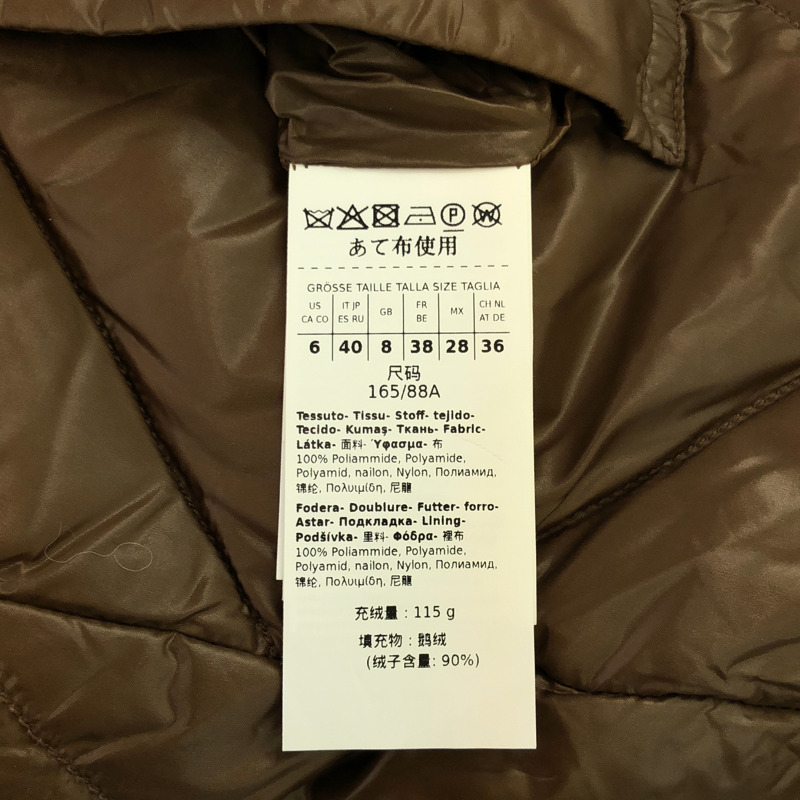 あて布使用
GRÖSSE TAILLE TALLA SIZE TAGLIA
US CA CO IT JP ES RU GB FR BE MX CH NL AT DE
6 40 8 38 28 36
尺码
165/88A
Tessuto- Tissu- Stoff- tejido-
Tecido- Kumaş- Ткань- Fabric-
Látka- 面料- Ύφασμα- 布
100% Poliammide, Polyamide,
Polyamid, nailon, Nylon, Полиамид,
锦纶, Πολυιμίδη, 尼龍
Fodera- Doublure- Futter- forro-
Astar- Подкладка- Lining-
Podšívka- 里料- Φόδρα- 裡布
100% Poliammide, Polyamide,
Polyamid, nailon, Nylon, Полиамид,
锦纶, Πολυιμίδη, 尼龍
充绒量 : 115 g
填充物 : 鹅绒
(绒子含量: 90%)